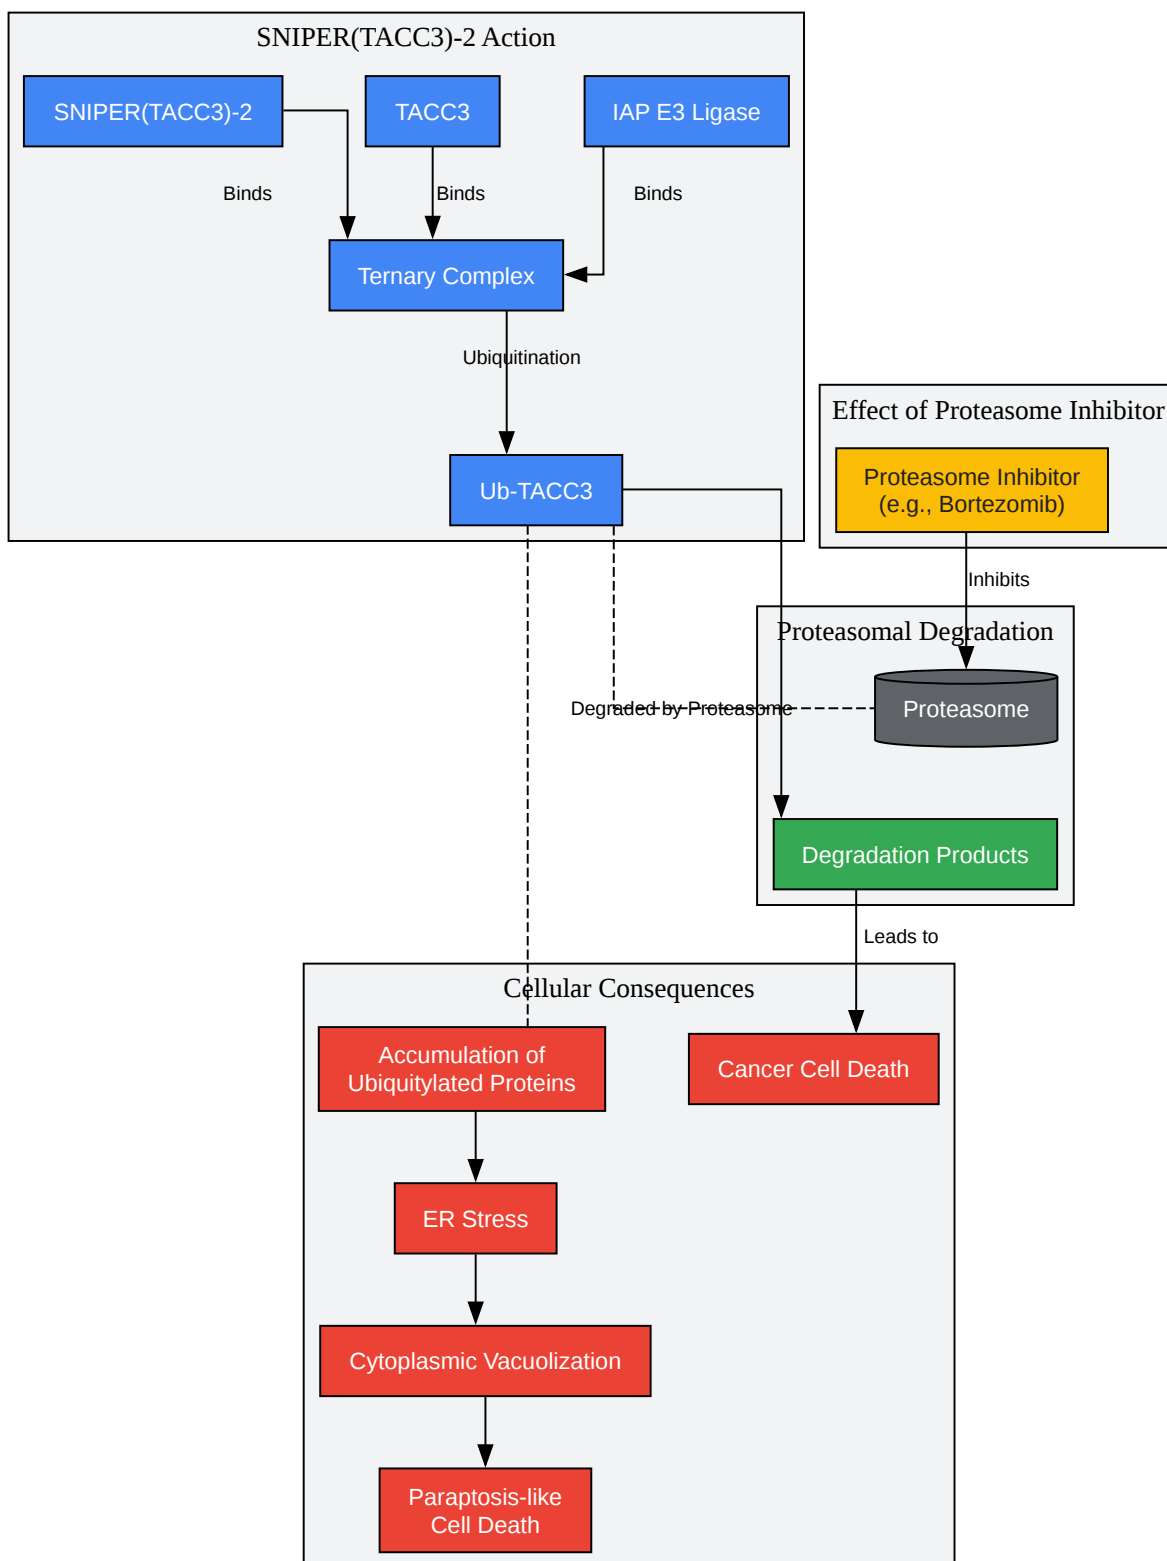 SNIPER(TACC3)-2 Action
SNIPER(TACC3)-2
TACC3
IAP E3 Ligase
Binds
Binds
Binds
Ternary Complex
Ubiquitination
Ub-TACC3
Effect of Proteasome Inhibitor
Proteasome Inhibitor
(e.g., Bortezomib)
Inhibits
Proteasomal Degradation
Degraded by Proteasome
Proteasome
Degradation Products
Leads to
Cellular Consequences
Accumulation of
Ubiquitylated Proteins
Cancer Cell Death
ER Stress
Cytoplasmic Vacuolization
Paraptosis-like
Cell Death